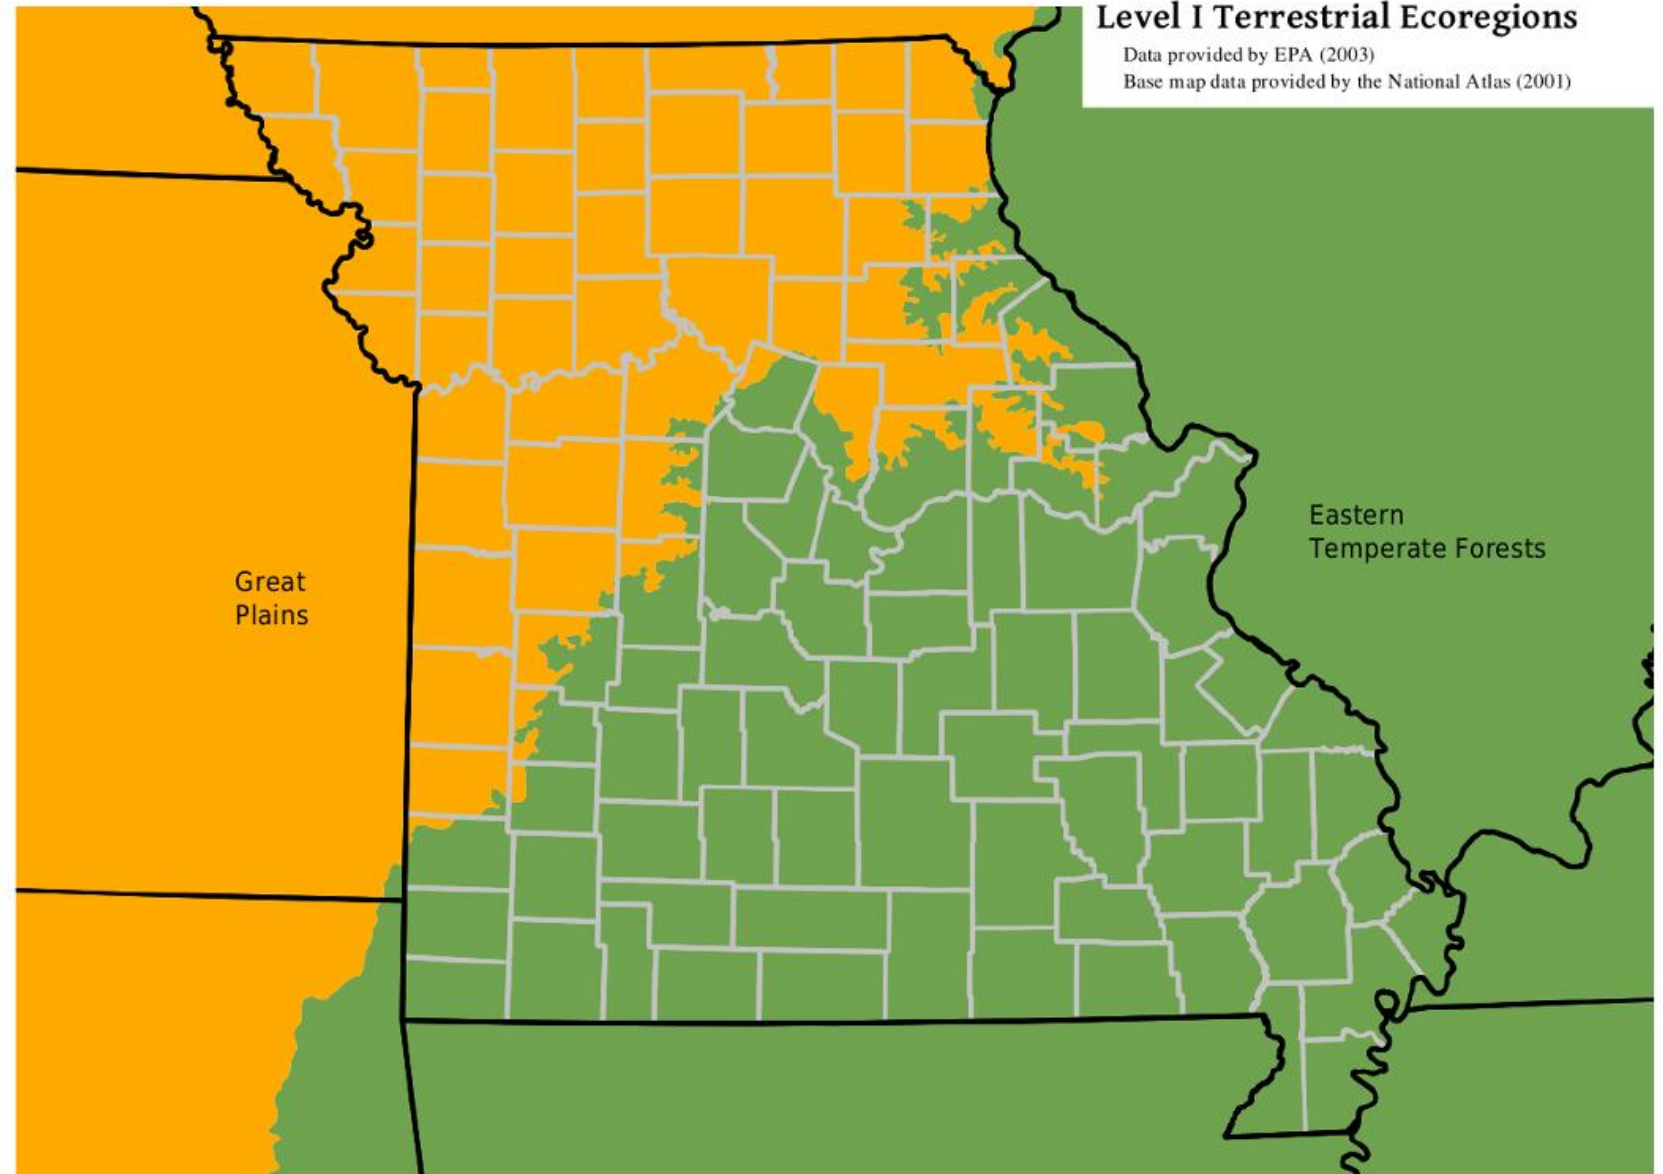 Level I Terrestrial Ecoregions
Data provided by EPA (2003)
Base map data provided by the National Atlas (2001)
Eastern
Temperate Forests
Great
Plains